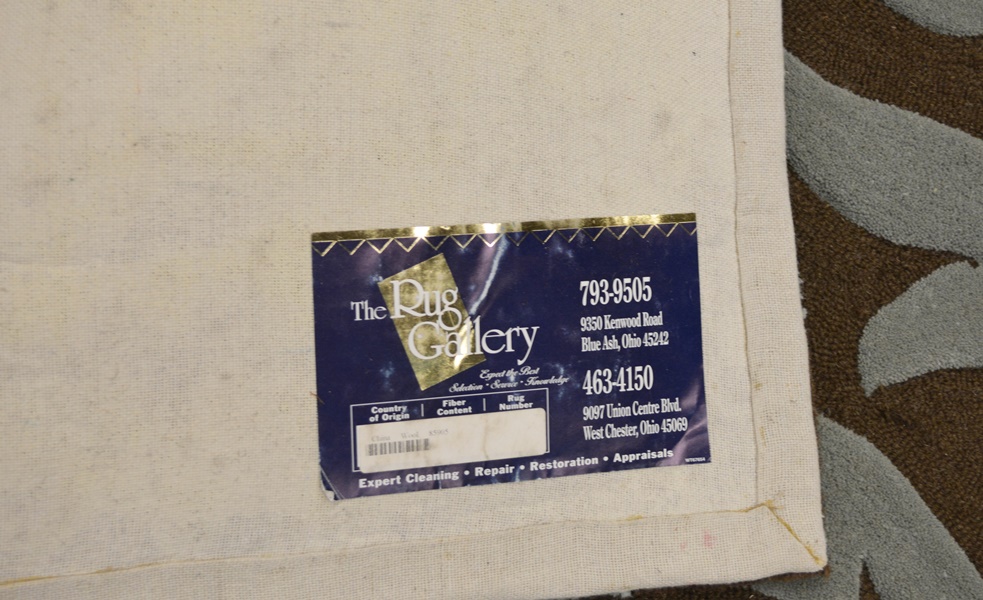 The Rug
Gallery
Expect the Best
Selection • Service • Knowledge
Country
of Origin
Fiber
Content
Rug
Number
China Wool
793-9505
9350 Kenwood Road
Blue Ash, Ohio 45242
463-4150
9097 Union Centre Blvd.
West Chester, Ohio 45069
Expert Cleaning • Repair • Restoration • Appraisals